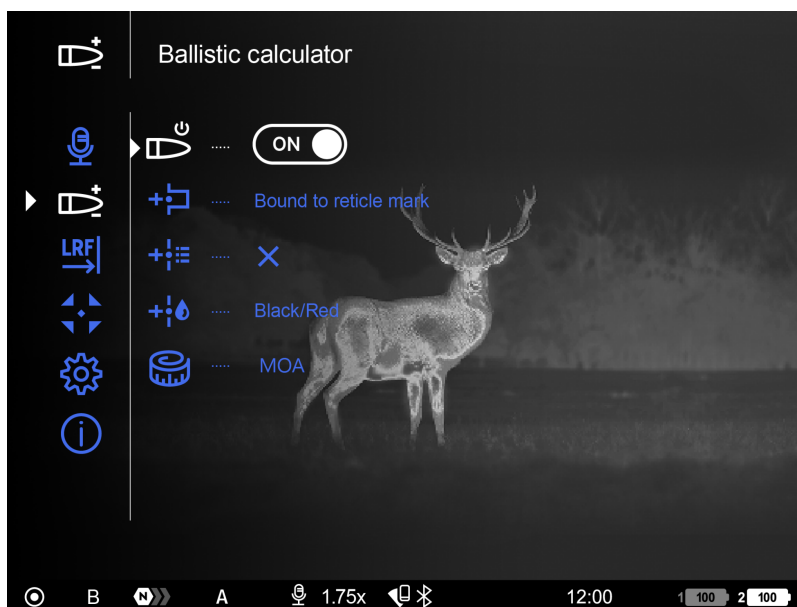 Ballistic calculator
ON
Bound to reticle mark
LRF
Black/Red
MOA
B N A 1.75x 12:00 1 100 2 100